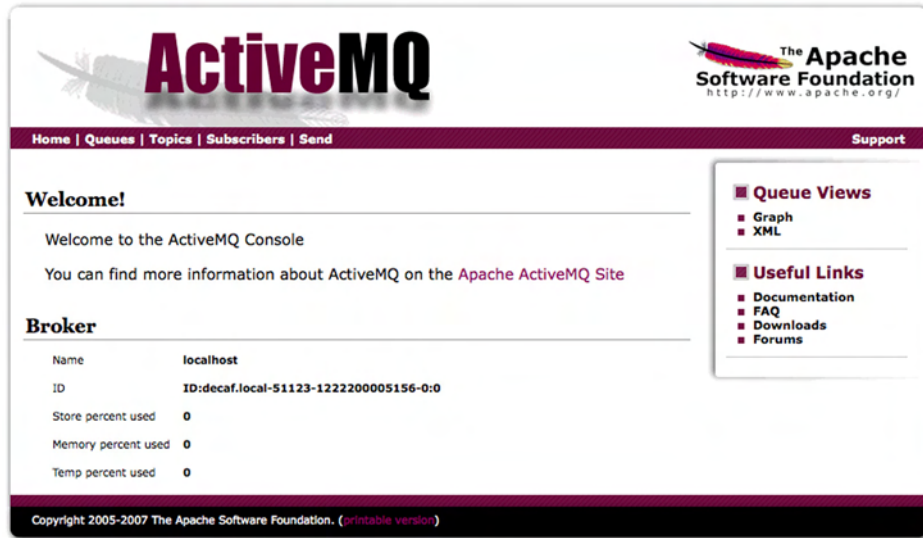 ActiveMQ
The Apache
Software Foundation
http://www.apache.org/
Home | Queues | Topics | Subscribers | Send
Support
Welcome!
Welcome to the ActiveMQ Console
You can find more information about ActiveMQ on the Apache ActiveMQ Site
Broker
Name localhost
ID ID:decaf.local-51123-1222200005156-0:0
Store percent used 0
Memory percent used 0
Temp percent used 0
Queue Views
Graph
XML
Useful Links
Documentation
FAQ
Downloads
Forums
Copyright 2005-2007 The Apache Software Foundation. (printable version)